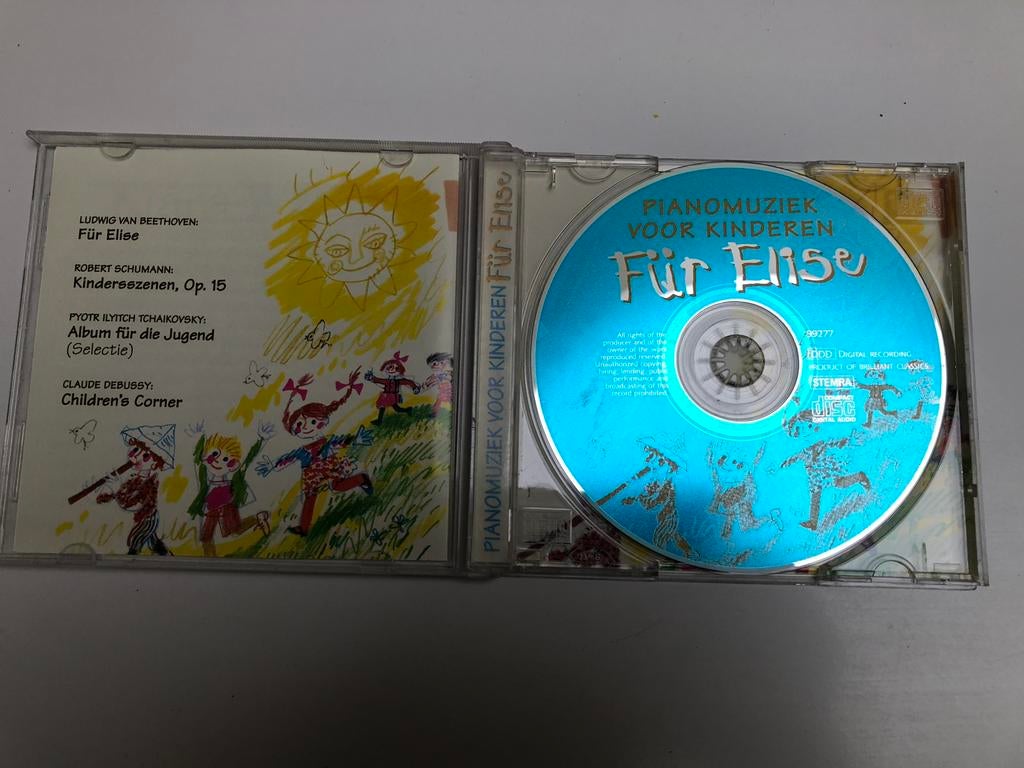 LUDWIG VAN BEETHOVEN:
Für Elise
ROBERT SCHUMANN:
Kindersszenen, Op. 15
PYOTR ILYITCH TCHAIKOVSKY:
Album für die Jugend
(Selectie)
CLAUDE DEBUSSY:
Children's Corner
PIANOMUZIEK VOOR KINDEREN Für Elise
PIANOMUZIEK
VOOR KINDEREN
Für Elise
All rights of the
producer and of the
owner of the work
reproduced reserved.
Unauthorized copying,
hiring, lending, public
performance and
broadcasting of this
record prohibited.
99277
DDD DIGITAL RECORDING
PRODUCT OF BRILLIANT CLASSICS
STEMRA
COMPACT
disc
DIGITAL AUDIO